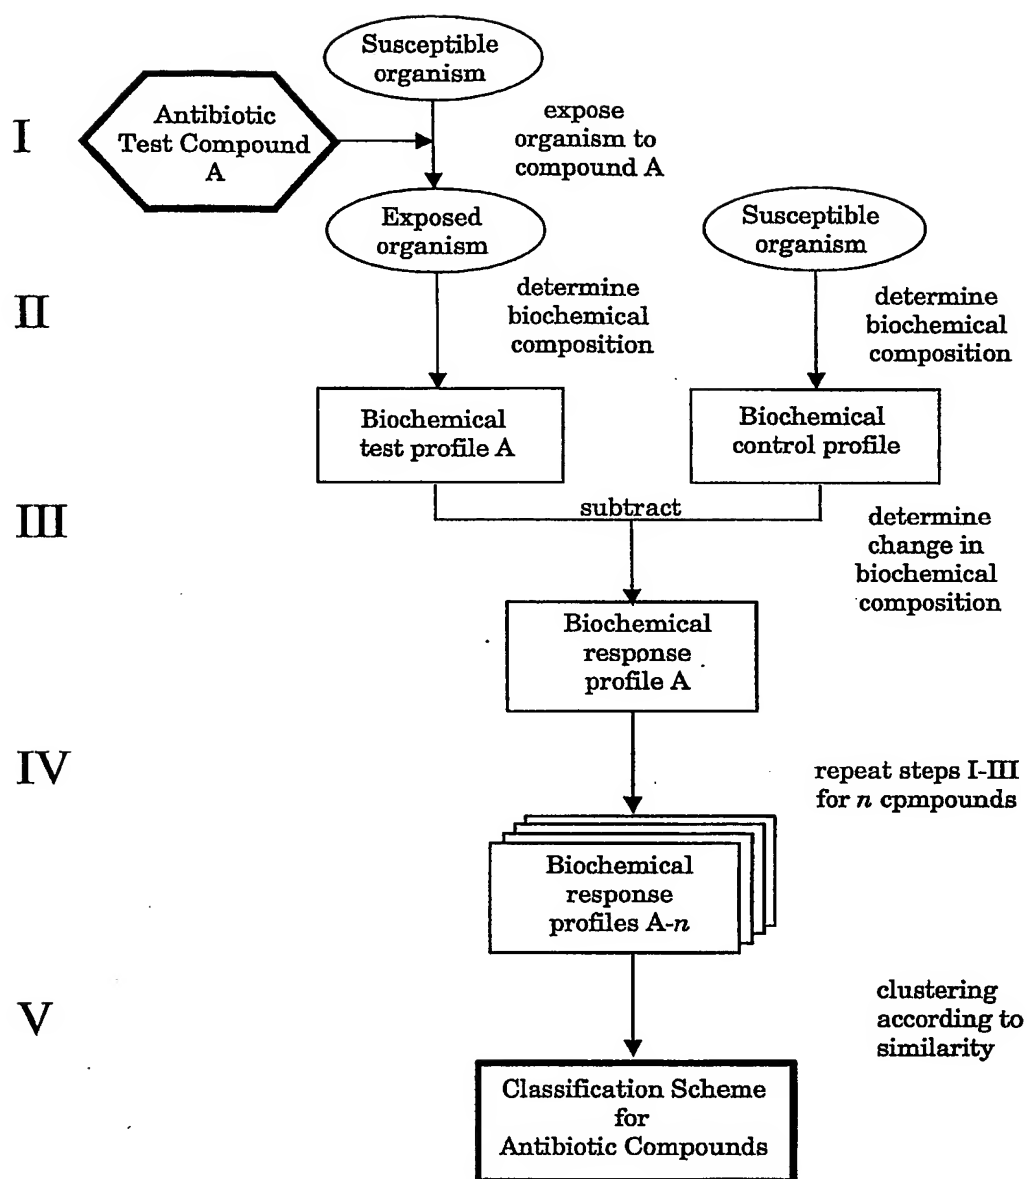 Susceptible
organism
I
Antibiotic
Test Compound
A
expose
organism to
compound A
Exposed
organism
Susceptible
organism
II
determine
biochemical
composition
determine
biochemical
composition
Biochemical
test profile A
Biochemical
control profile
III
subtract
determine
change in
biochemical
composition
Biochemical
response
profile A
IV
repeat steps I-III
for n cpmpounds
Biochemical
response
profiles A-n
V
clustering
according to
similarity
Classification Scheme
for
Antibiotic Compounds